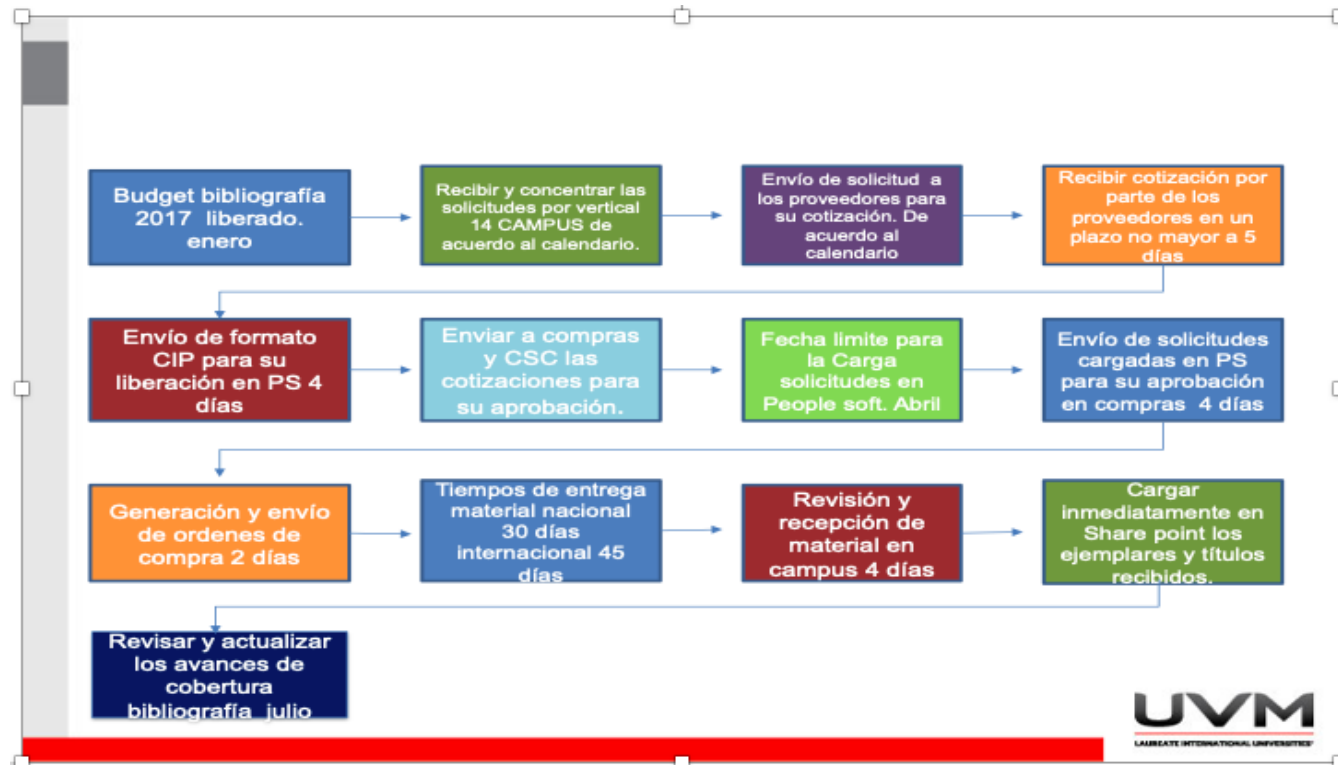 Budget bibliografía
2017 liberado.
enero
Recibir y concentrar las
solicitudes por vertical
14 CAMPUS de
acuerdo al calendario.
Envío de solicitud a
los proveedores para
su cotización. De
acuerdo al
calendario
Recibir cotización por
parte de los
proveedores en un
plazo no mayor a 5
días
Envío de formato
CIP para su
liberación en PS 4
días
Enviar a compras
y CSC las
cotizaciones para
su aprobación.
Fecha limite para
la Carga
solicitudes en
People soft. Abril
Envío de solicitudes
cargadas en PS
para su aprobación
en compras 4 días
Generación y envío
de ordenes de
compra 2 días
Tiempos de entrega
material nacional
30 días
internacional 45
días
Revisión y
recepción de
material en
campus 4 días
Cargar
inmediatamente en
Share point los
ejemplares y títulos
recibidos.
Revisar y actualizar
los avances de
cobertura
bibliografía julio
UVM
LAUREATE INTERNATIONAL UNIVERSITIES